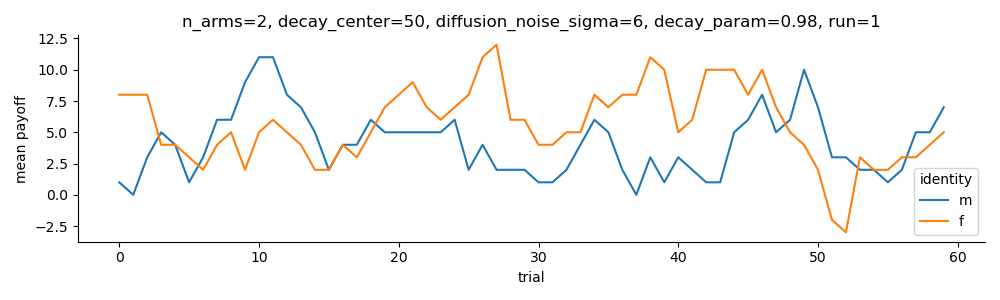 n_arms=2, decay_center=50, diffusion_noise_sigma=6, decay_param=0.98, run=1
mean payoff
12.5
10.0
7.5
5.0
2.5
0.0
−2.5
identity
m
f
0 10 20 30 40 50 60
trial